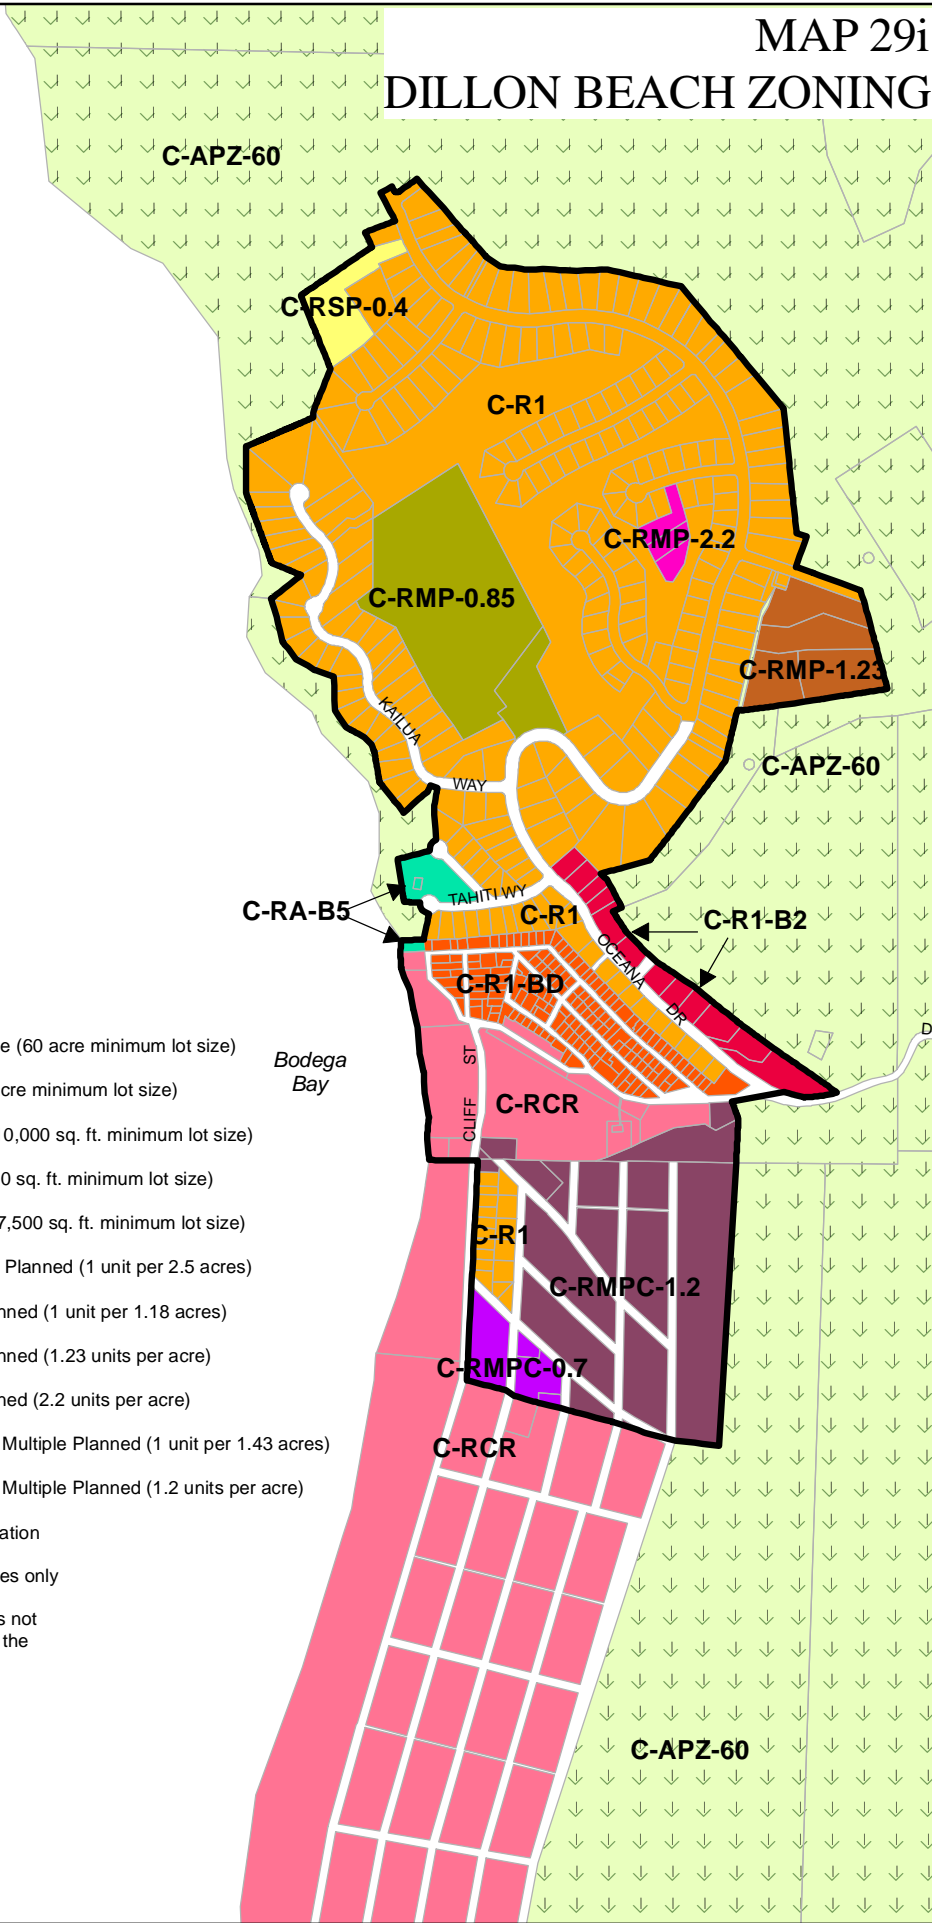 MAP 29i
DILLON BEACH ZONING
C-APZ-60
C-RSP-0.4
C-R1
C-RMP-2.2
C-RMP-0.85
C-RMP-1.23
KAILUA
WAY
C-APZ-60
TAHITI WY
C-RA-B5
C-R1
C-R1-B2
OCEANA
DR
C-R1-BD
D
e (60 acre minimum lot size)
Bodega
Bay
ST
cre minimum lot size)
C-RCR
CLIFF
0,000 sq. ft. minimum lot size)
0 sq. ft. minimum lot size)
7,500 sq. ft. minimum lot size)
C-R1
Planned (1 unit per 2.5 acres)
C-RMPC-1.2
nned (1 unit per 1.18 acres)
nned (1.23 units per acre)
C-RMPC-0.7
ned (2.2 units per acre)
Multiple Planned (1 unit per 1.43 acres)
C-RCR
Multiple Planned (1.2 units per acre)
ation
es only
s not
the
C-APZ-60